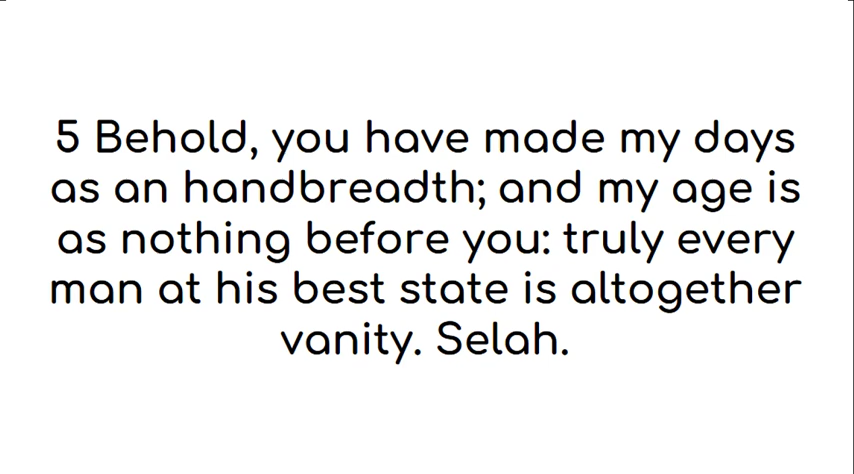 5 Behold, you have made my days
as an handbreadth; and my age is
as nothing before you: truly every
man at his best state is altogether
vanity. Selah.